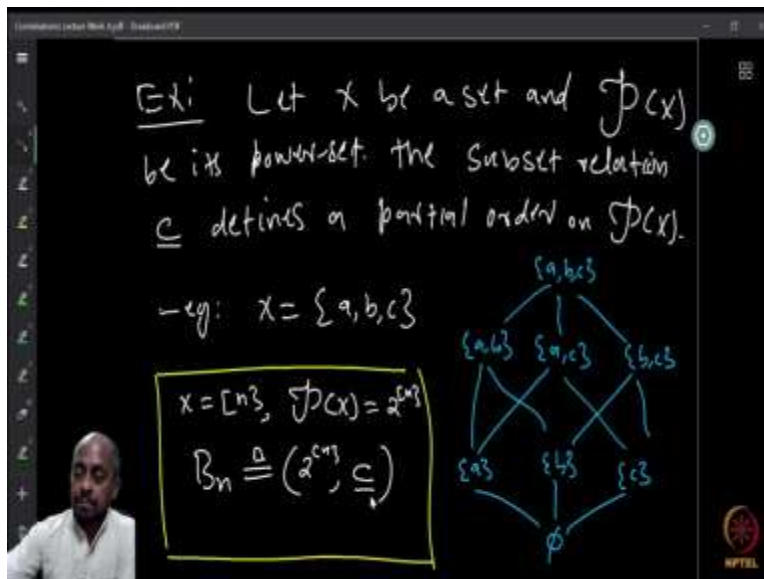 Ex: Let X be a set and P(X)
be its power-set. The subset relation
⊆ defines a partial order on P(X).
-eg: X = {a, b, c}
{a,b,c}
{a,b} {a,c} {b,c}
{a} {b} {c}
∅
X = [n], P(X) = 2^[n]
B_n ≜ (2^[n], ⊆)
NPTEL